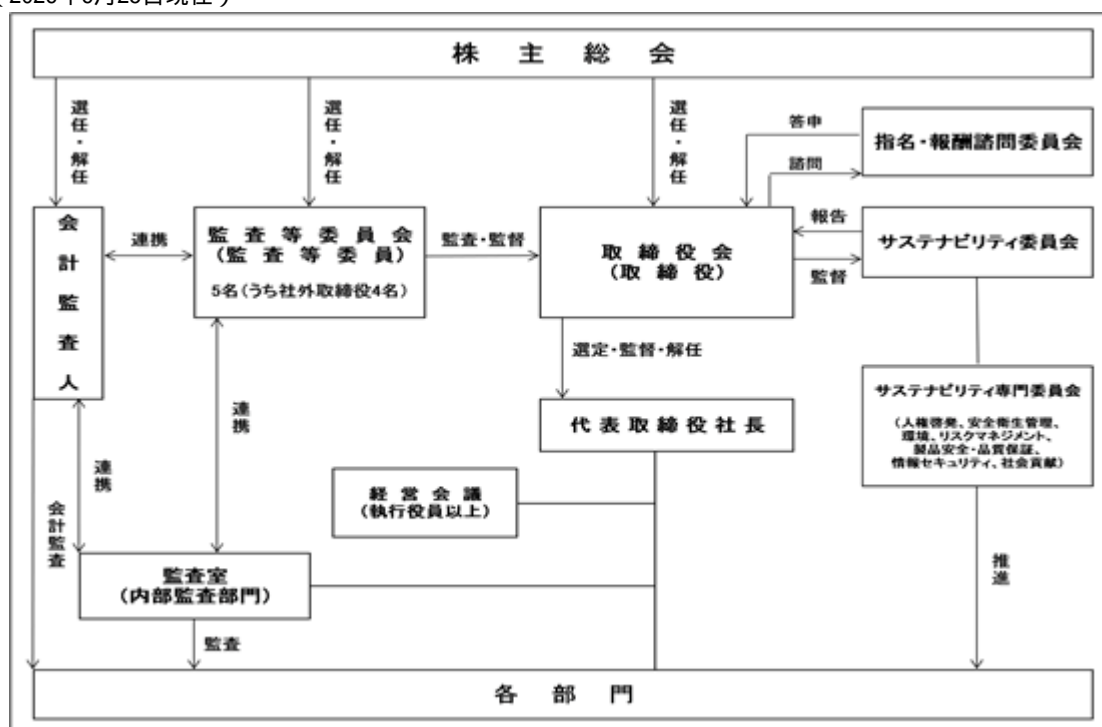 株主総会
選任・解任
選任・解任
選任・解任
答申
諮問
指名・報酬諮問委員会
会計監査人
連携
監査等委員会
(監査等委員)
5名(うち社外取締役4名)
監査・監督
取締役会
(取締役)
報告
監督
サステナビリティ委員会
選定・監督・解任
連携
代表取締役社長
サステナビリティ専門委員会
(人権啓発、安全衛生管理、
環境、リスクマネジメント、
製品安全・品質保証、
情報セキュリティ、社会貢献)
連携
経営会議
(執行役員以上)
会計監査
監査室
(内部監査部門)
推進
監査
各部門